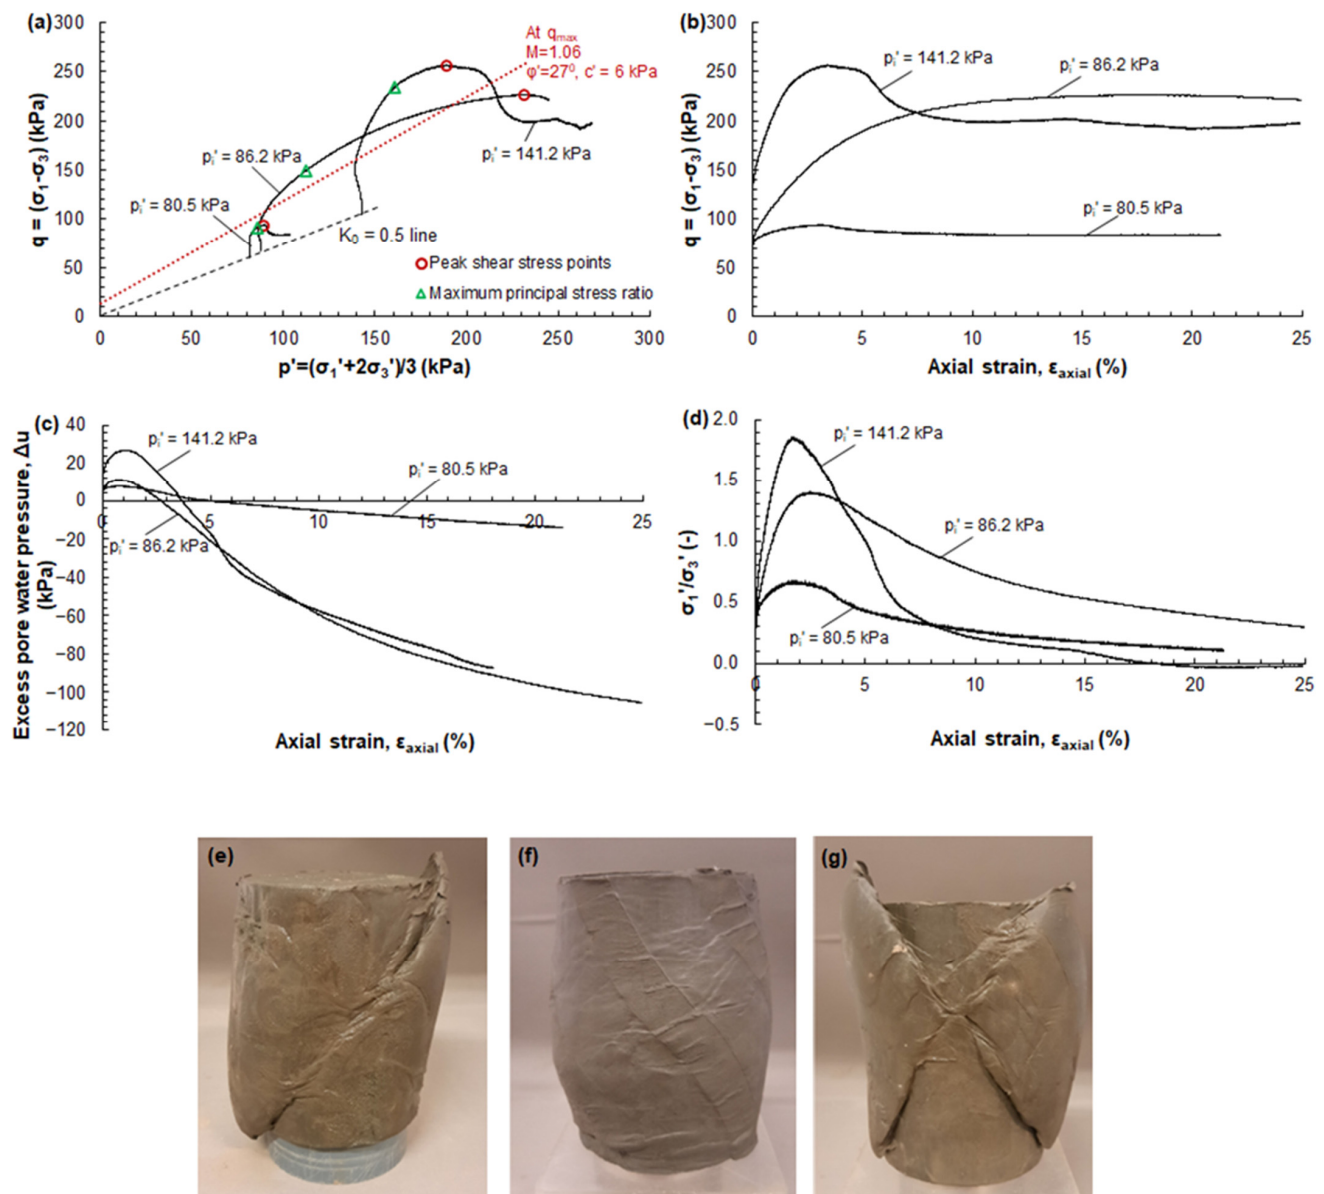 (a)
300
250
200
150
100
50
0
q = (σ₁-σ₃) (kPa)
At qmax
M=1.06
φ'=27⁰, c' = 6 kPa
pᵢ' = 86.2 kPa
pᵢ' = 141.2 kPa
pᵢ' = 80.5 kPa
K₀ = 0.5 line
Peak shear stress points
Maximum principal stress ratio
0 50 100 150 200 250 300
p'=(σ₁'+2σ₃')/3 (kPa)
(b)
300
250
200
150
100
50
0
q = (σ₁-σ₃) (kPa)
pᵢ' = 141.2 kPa
pᵢ' = 86.2 kPa
pᵢ' = 80.5 kPa
0 5 10 15 20 25
Axial strain, εaxial (%)
(c)
40
20
0
−20
−40
−60
−80
−100
−120
Excess pore water pressure, Δu
(kPa)
pᵢ' = 141.2 kPa
pᵢ' = 80.5 kPa
pᵢ' = 86.2 kPa
0 5 10 15 20 25
Axial strain, εaxial (%)
(d)
2.0
1.5
1.0
0.5
0.0
−0.5
σ₁'/σ₃' (-)
pᵢ' = 141.2 kPa
pᵢ' = 86.2 kPa
pᵢ' = 80.5 kPa
0 5 10 15 20 25
Axial strain, εaxial (%)
(e)
(f)
(g)